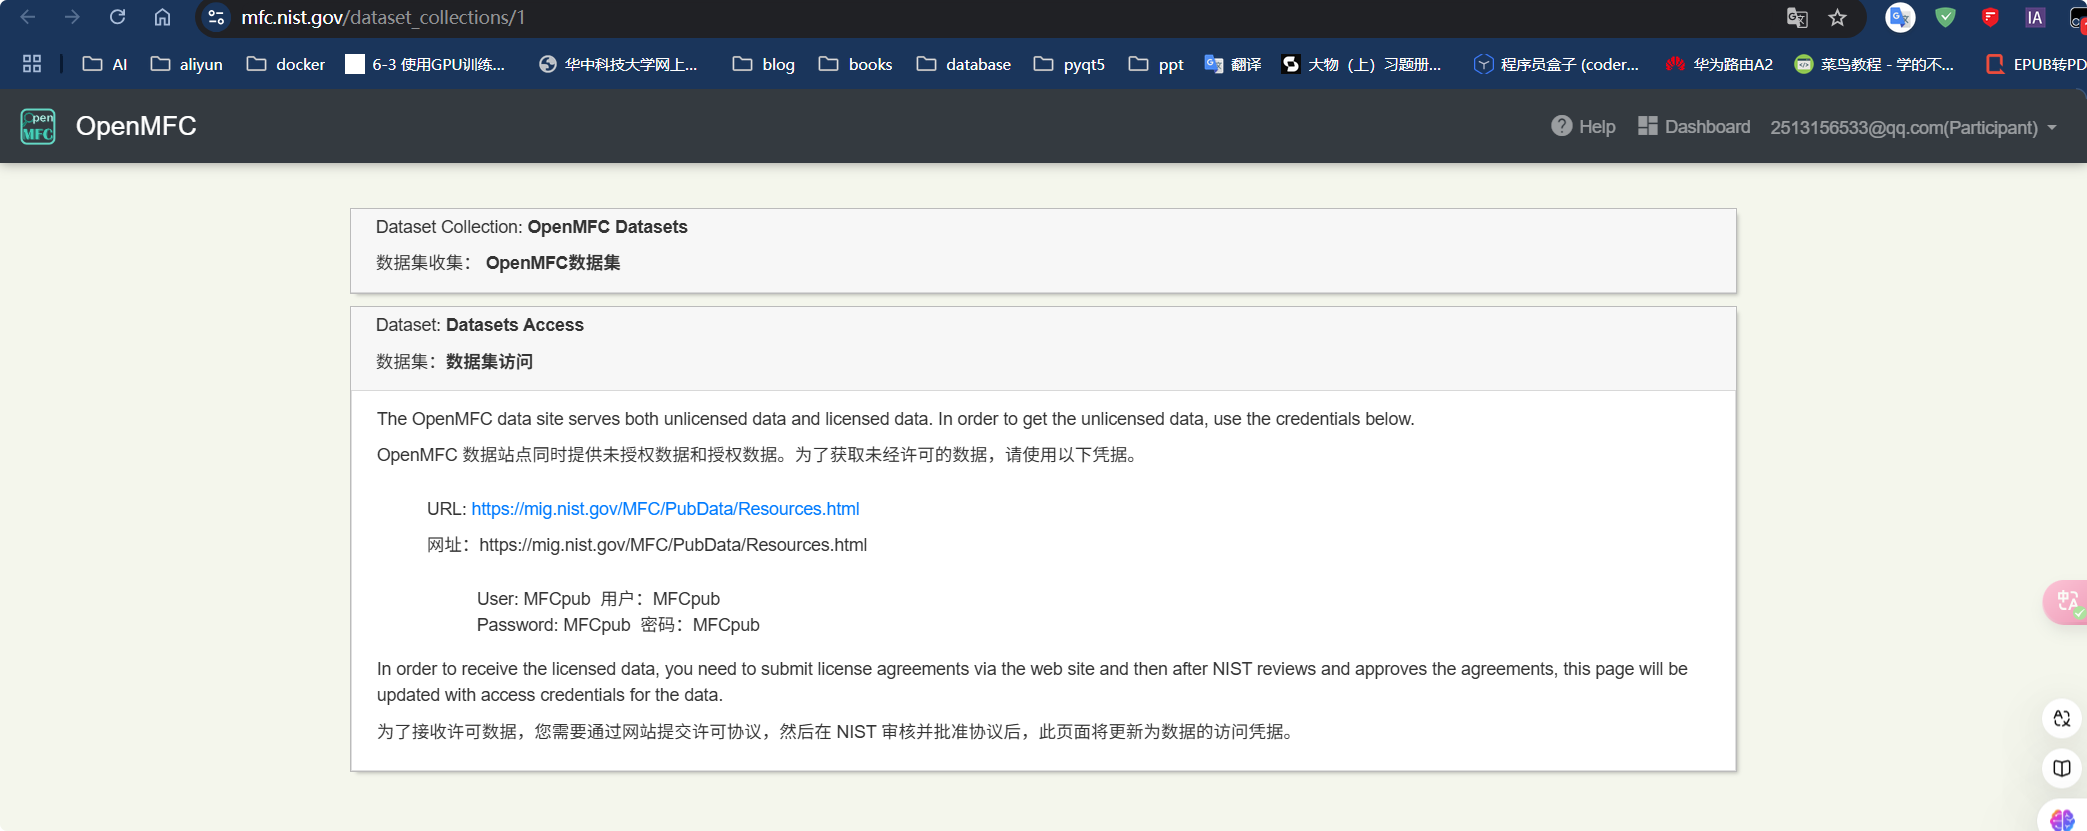 mfc.nist.gov/dataset_collections/1
AI aliyun docker 6-3 使用GPU训练... 华中科技大学网上... blog books database pyqt5 ppt 翻译 大物（上）习题册... 程序员盒子 (coder... 华为路由A2 菜鸟教程 - 学的不... EPUB转PD
Open MFC OpenMFC Help Dashboard 2513156533@qq.com(Participant)
Dataset Collection: OpenMFC Datasets
数据集收集： OpenMFC数据集
Dataset: Datasets Access
数据集：数据集访问
The OpenMFC data site serves both unlicensed data and licensed data. In order to get the unlicensed data, use the credentials below.
OpenMFC 数据站点同时提供未授权数据和授权数据。为了获取未经许可的数据，请使用以下凭据。
URL: https://mig.nist.gov/MFC/PubData/Resources.html
网址：https://mig.nist.gov/MFC/PubData/Resources.html
User: MFCpub 用户：MFCpub
Password: MFCpub 密码：MFCpub
In order to receive the licensed data, you need to submit license agreements via the web site and then after NIST reviews and approves the agreements, this page will be
updated with access credentials for the data.
为了接收许可数据，您需要通过网站提交许可协议，然后在 NIST 审核并批准协议后，此页面将更新为数据的访问凭据。